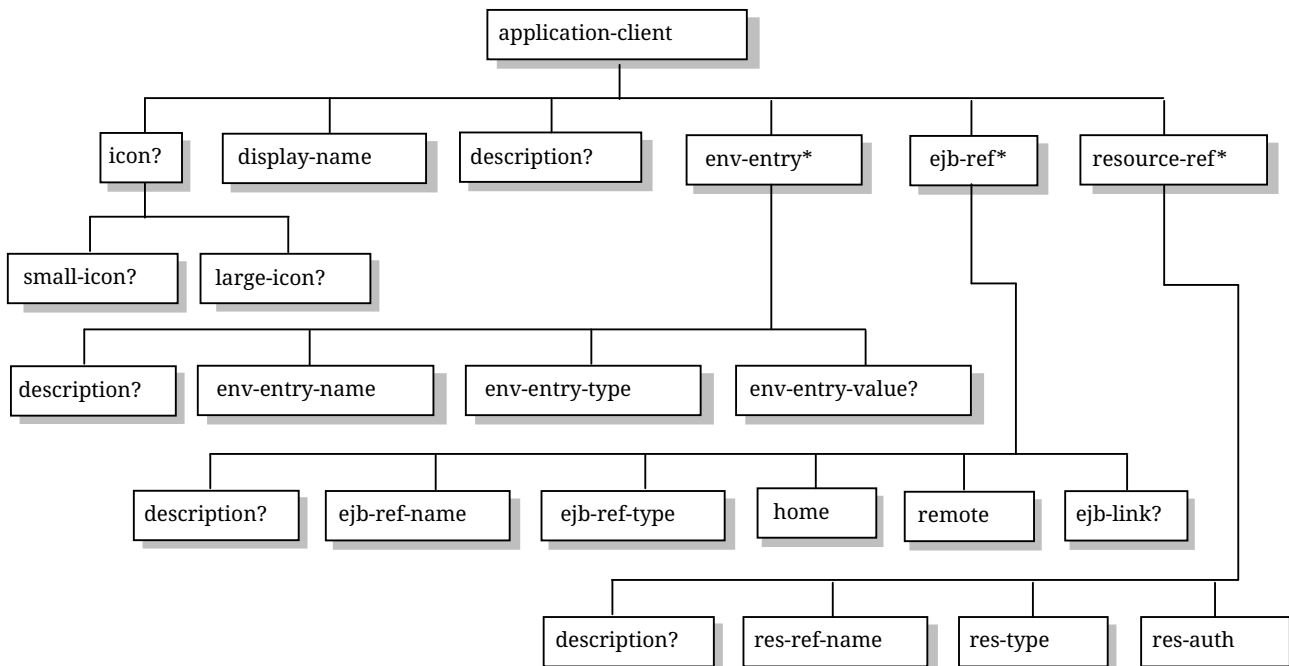 application-client
icon?
display-name
description?
env-entry*
ejb-ref*
resource-ref*
small-icon?
large-icon?
description?
env-entry-name
env-entry-type
env-entry-value?
description?
ejb-ref-name
ejb-ref-type
home
remote
ejb-link?
description?
res-ref-name
res-type
res-auth